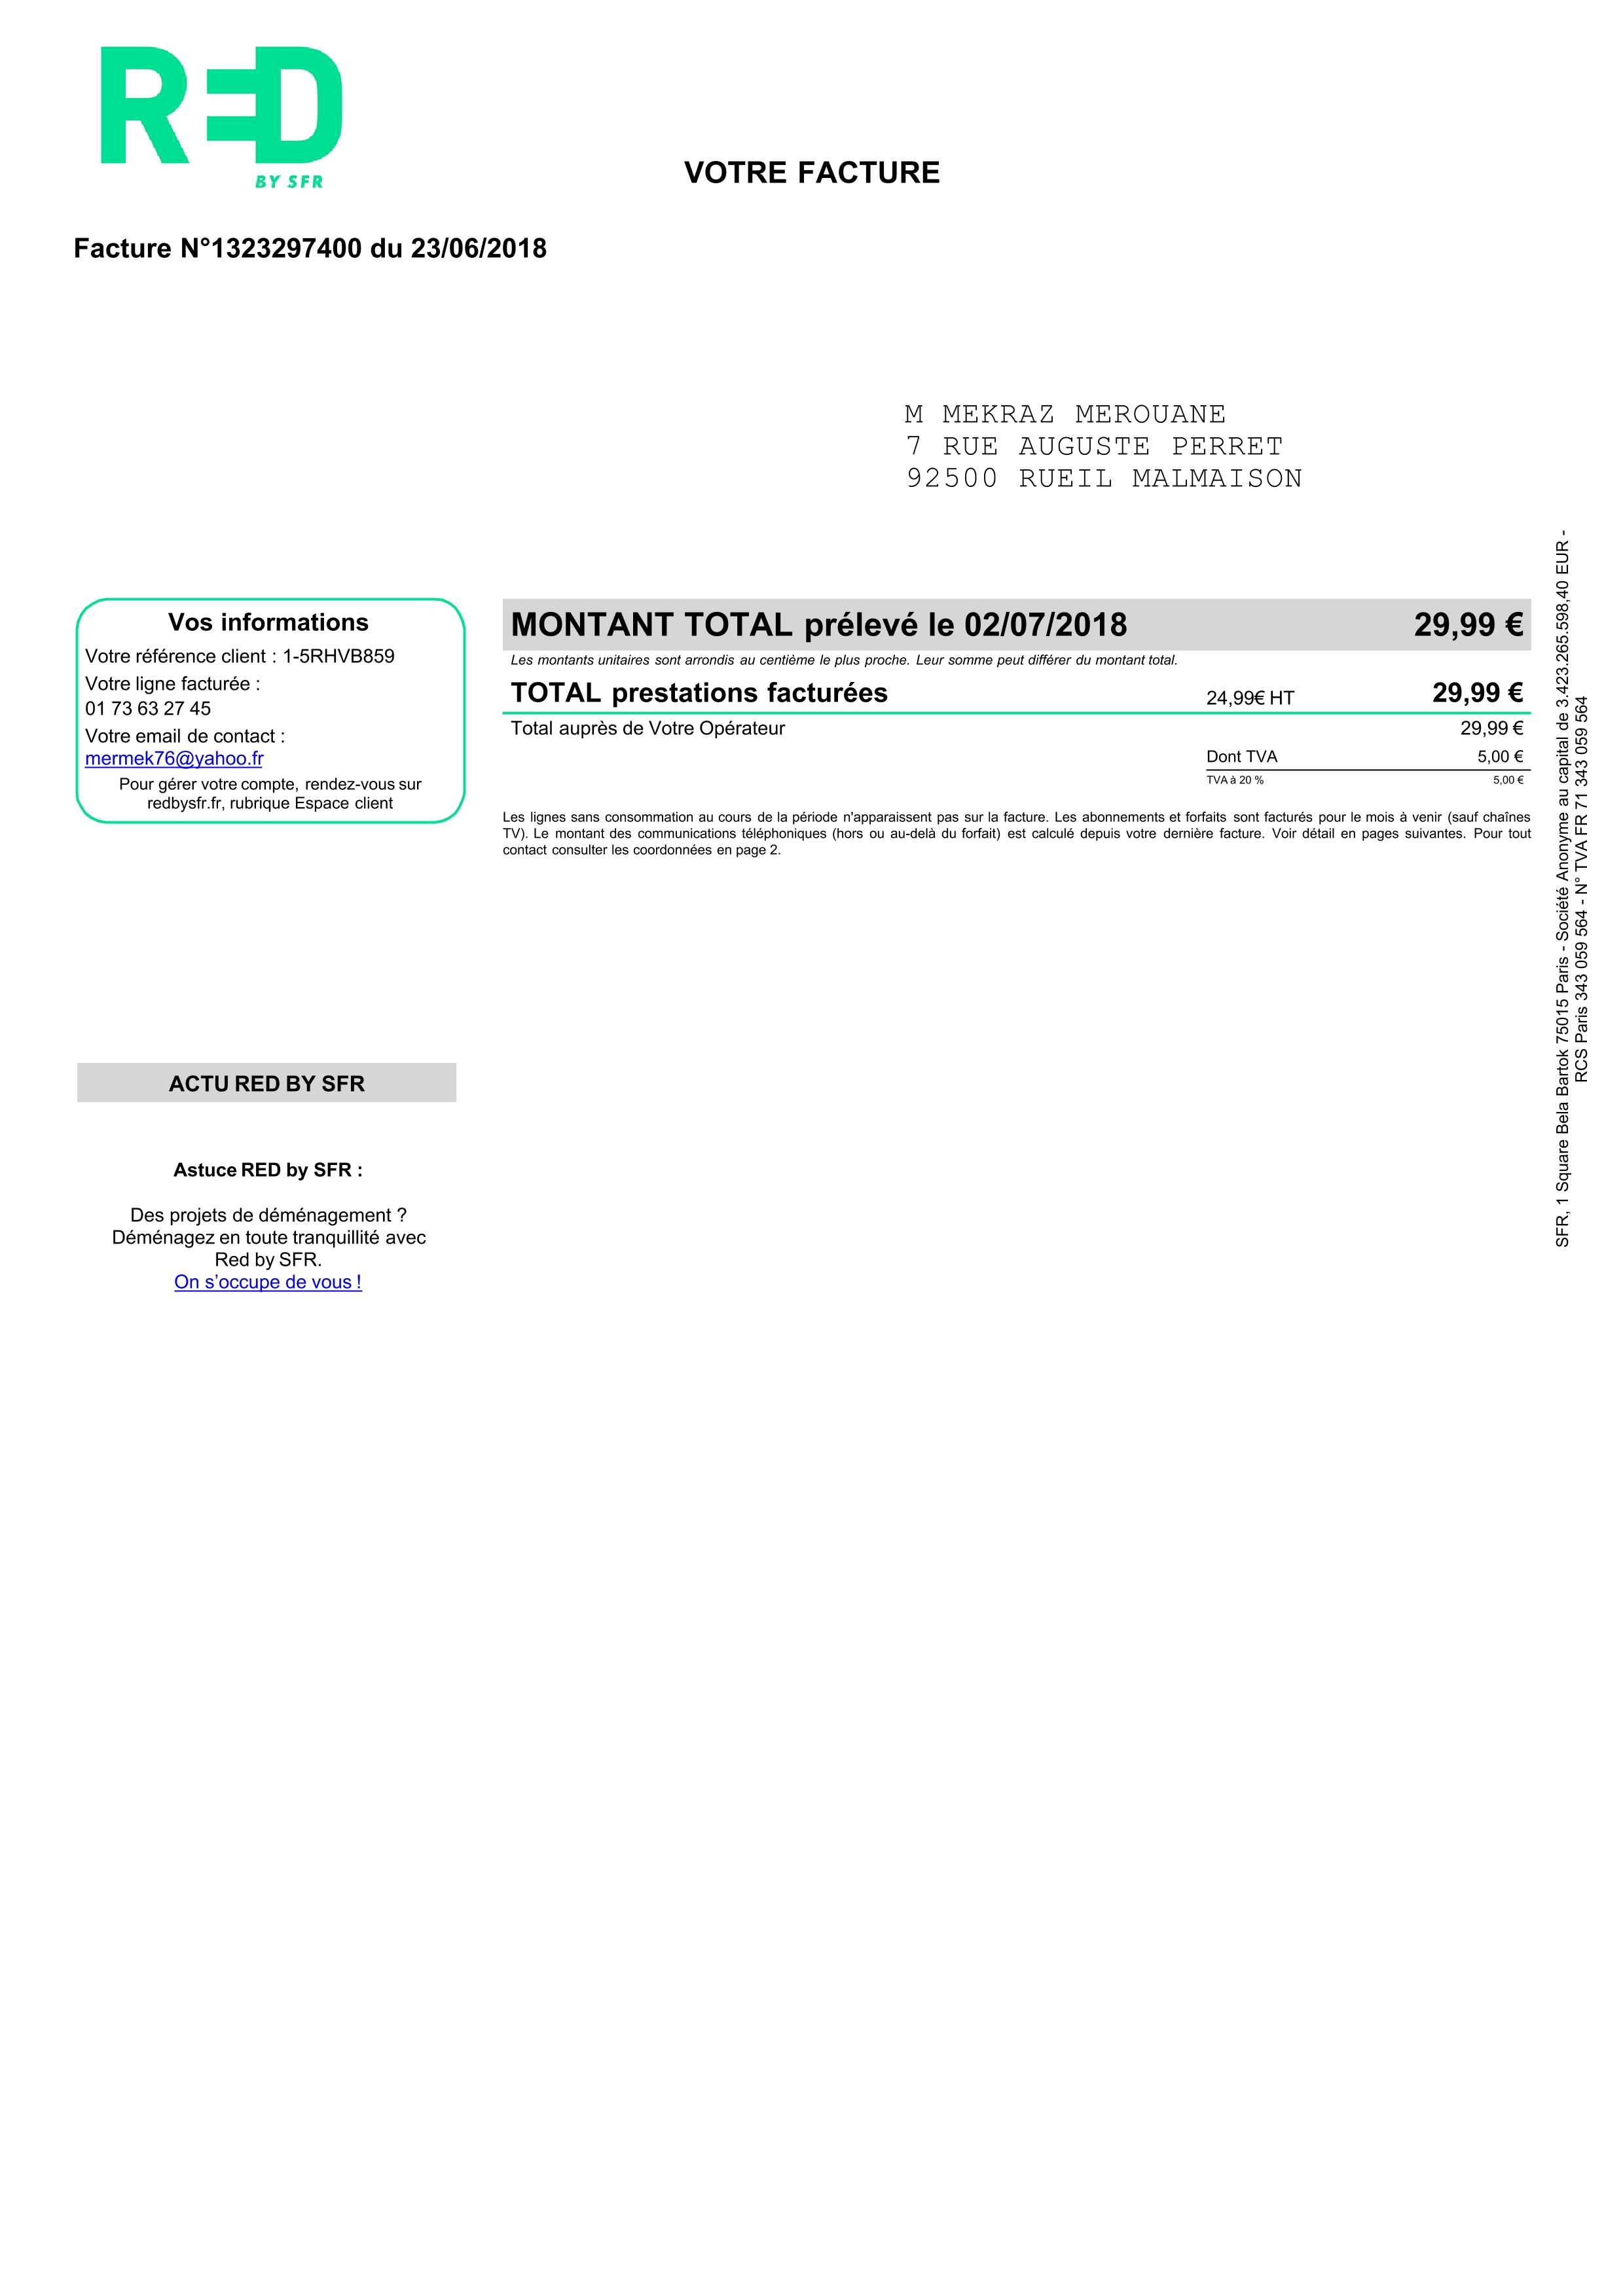 RED
BY SFR
VOTRE FACTURE
Facture N°1323297400 du 23/06/2018
M MEKRAZ MEROUANE
7 RUE AUGUSTE PERRET
92500 RUEIL MALMAISON
Vos informations
Votre référence client : 1-5RHVB859
Votre ligne facturée :
01 73 63 27 45
Votre email de contact :
mermek76@yahoo.fr
Pour gérer votre compte, rendez-vous sur
redbysfr.fr, rubrique Espace client
MONTANT TOTAL prélevé le 02/07/2018 29,99 €
Les montants unitaires sont arrondis au centième le plus proche. Leur somme peut différer du montant total.
TOTAL prestations facturées 24,99€ HT 29,99 €
Total auprès de Votre Opérateur 29,99 €
Dont TVA 5,00 €
TVA à 20 % 5,00 €
Les lignes sans consommation au cours de la période n'apparaissent pas sur la facture. Les abonnements et forfaits sont facturés pour le mois à venir (sauf chaînes
TV). Le montant des communications téléphoniques (hors ou au-delà du forfait) est calculé depuis votre dernière facture. Voir détail en pages suivantes. Pour tout
contact consulter les coordonnées en page 2.
ACTU RED BY SFR
Astuce RED by SFR :
Des projets de déménagement ?
Déménagez en toute tranquillité avec
Red by SFR.
On s’occupe de vous !
SFR, 1 Square Bela Bartok 75015 Paris - Société Anonyme au capital de 3.423.265.598,40 EUR -
RCS Paris 343 059 564 - N° TVA FR 71 343 059 564